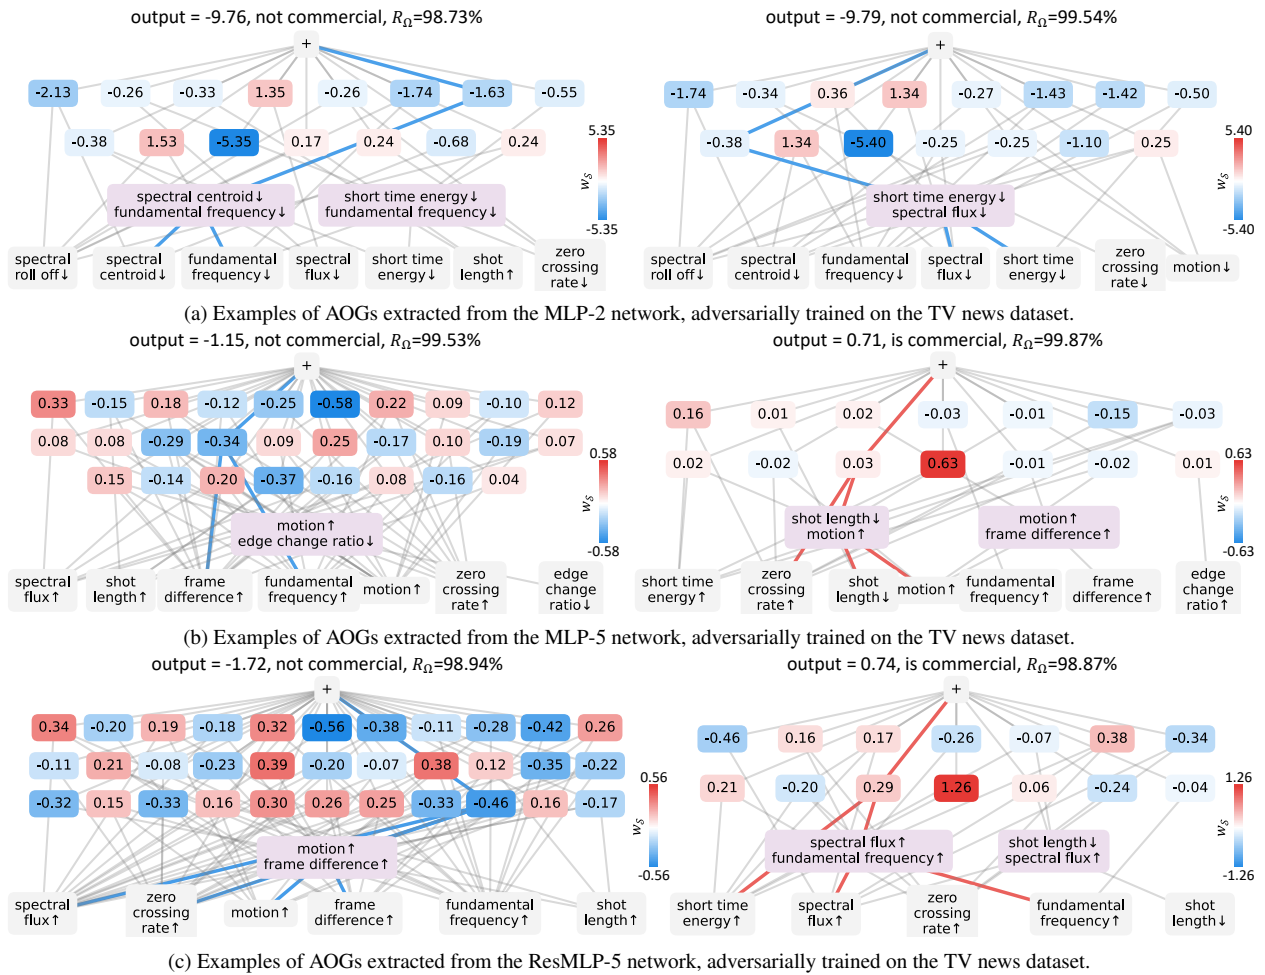 output = -9.76, not commercial, R_Ω=98.73%
+
-2.13 -0.26 -0.33 1.35 -0.26 -1.74 -1.63 -0.55
-0.38 1.53 -5.35 0.17 0.24 -0.68 0.24
5.35
w_S
-5.35
spectral centroid↓
fundamental frequency↓
short time energy↓
fundamental frequency↓
spectral
roll off↓
spectral
centroid↓
fundamental
frequency↓
spectral
flux↓
short time
energy↓
shot
length↑
zero
crossing
rate↓
output = -9.79, not commercial, R_Ω=99.54%
+
-1.74 -0.34 0.36 1.34 -0.27 -1.43 -1.42 -0.50
-0.38 1.34 -5.40 -0.25 -0.25 -1.10 0.25
5.40
w_S
-5.40
short time energy↓
spectral flux↓
spectral
roll off↓
spectral
centroid↓
fundamental
frequency↓
spectral
flux↓
short time
energy↓
zero
crossing
rate↓
motion↓
(a) Examples of AOGs extracted from the MLP-2 network, adversarially trained on the TV news dataset.
output = -1.15, not commercial, R_Ω=99.53%
+
0.33 -0.15 0.18 -0.12 -0.25 -0.58 0.22 0.09 -0.10 0.12
0.08 0.08 -0.29 -0.34 0.09 0.25 -0.17 0.10 -0.19 0.07
0.15 -0.14 0.20 -0.37 -0.16 0.08 -0.16 0.04
0.58
w_S
-0.58
motion↑
edge change ratio↓
spectral
flux↑
shot
length↑
frame
difference↑
fundamental
frequency↑
motion↑
zero
crossing
rate↑
edge
change
ratio↓
output = 0.71, is commercial, R_Ω=99.87%
+
0.16 0.01 0.02 -0.03 -0.01 -0.15 -0.03
0.02 -0.02 0.03 0.63 -0.01 -0.02 0.01
0.63
w_S
-0.63
shot length↓
motion↑
motion↑
frame difference↑
short time
energy↑
zero
crossing
rate↑
shot
length↓
motion↑
fundamental
frequency↑
frame
difference↑
edge
change
ratio↑
(b) Examples of AOGs extracted from the MLP-5 network, adversarially trained on the TV news dataset.
output = -1.72, not commercial, R_Ω=98.94%
+
0.34 -0.20 0.19 -0.18 0.32 -0.56 -0.38 -0.11 -0.28 -0.42 0.26
-0.11 0.21 -0.08 -0.23 0.39 -0.20 -0.07 0.38 0.12 -0.35 -0.22
-0.32 0.15 -0.33 0.16 0.30 0.26 0.25 -0.33 -0.46 0.16 -0.17
0.56
w_S
-0.56
motion↑
frame difference↑
spectral
flux↑
zero
crossing
rate↑
motion↑
frame
difference↑
fundamental
frequency↑
shot
length↑
output = 0.74, is commercial, R_Ω=98.87%
+
-0.46 0.16 0.17 -0.26 -0.07 0.38 -0.34
0.21 -0.20 0.29 1.26 0.06 -0.24 -0.04
1.26
w_S
-1.26
spectral flux↑
fundamental frequency↑
shot length↓
spectral flux↑
short time
energy↑
spectral
flux↑
zero
crossing
rate↑
fundamental
frequency↑
shot
length↓
(c) Examples of AOGs extracted from the ResMLP-5 network, adversarially trained on the TV news dataset.